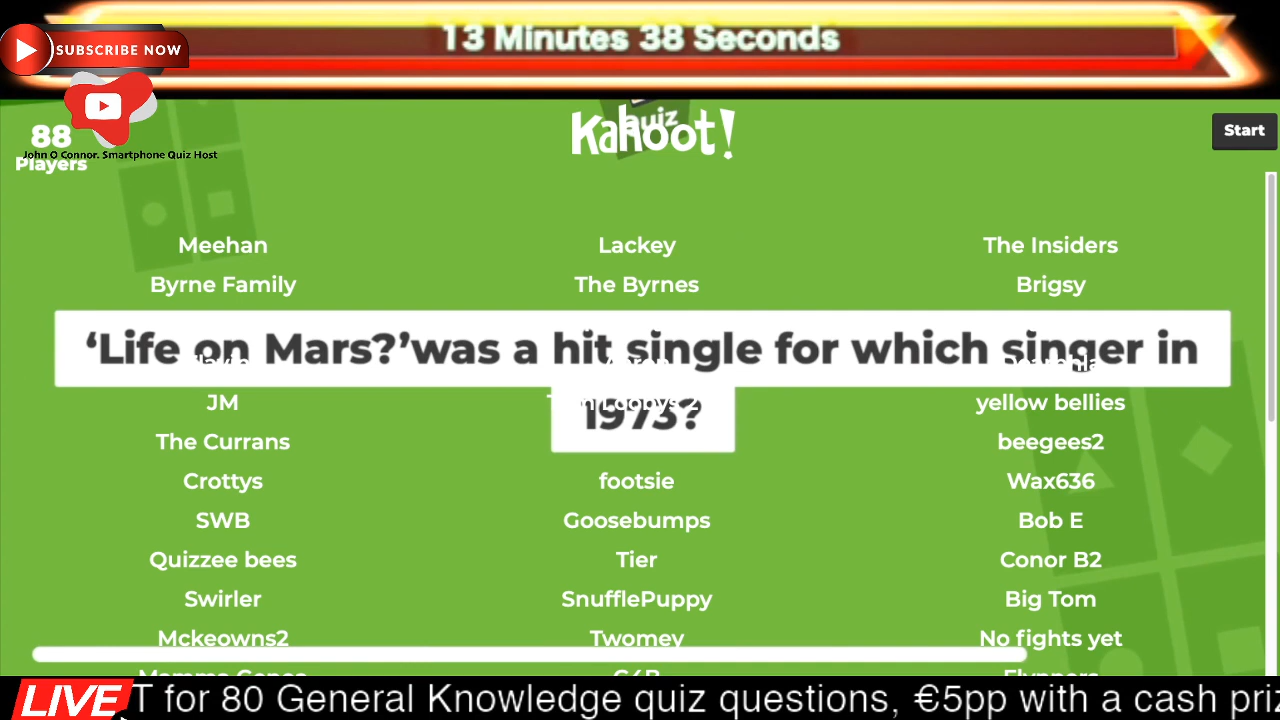 13 Minutes 38 Seconds
SUBSCRIBE NOW
quiz
Kahoot!
Start
88
John O Connor. Smartphone Quiz Host
Players
Meehan Lackey The Insiders
Byrne Family The Byrnes Brigsy
‘Life on Mars?’was a hit single for which singer in
1973?
JM yellow bellies
The Currans beegees2
Crottys footsie Wax636
SWB Goosebumps Bob E
Quizzee bees Tier Conor B2
Swirler SnufflePuppy Big Tom
Mckeowns2 Twomey No fights yet
LIVE T for 80 General Knowledge quiz questions, €5pp with a cash priz